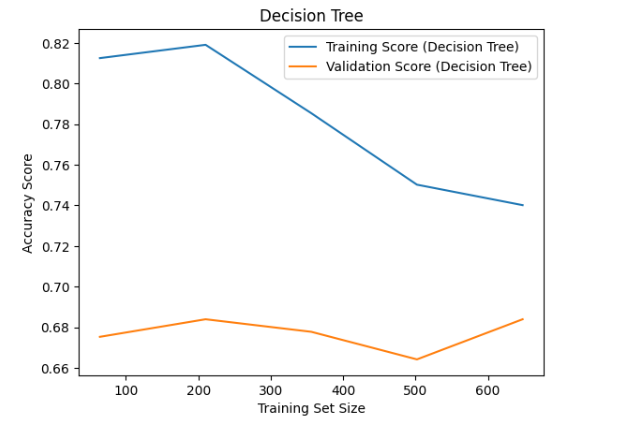 Decision Tree
Training Score (Decision Tree)
Validation Score (Decision Tree)
0.82
0.80
0.78
0.76
0.74
0.72
0.70
0.68
0.66
Accuracy Score
100 200 300 400 500 600
Training Set Size